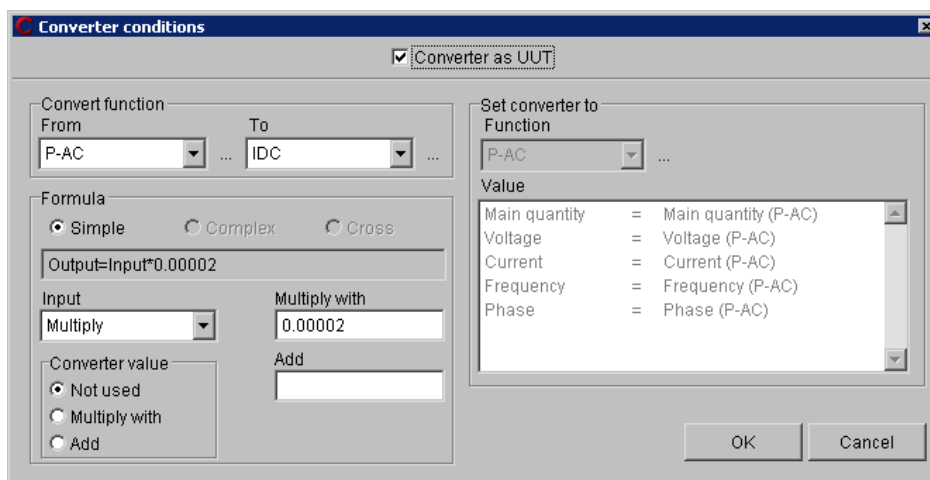 Converter conditions
Converter as UUT
Convert function
From To
P-AC ... IDC ...
Formula
Simple Complex Cross
Output=Input*0.00002
Input Multiply with
Multiply 0.00002
Converter value Add
Not used
Multiply with
Add
Set converter to
Function
P-AC ...
Value
Main quantity = Main quantity (P-AC)
Voltage = Voltage (P-AC)
Current = Current (P-AC)
Frequency = Frequency (P-AC)
Phase = Phase (P-AC)
OK Cancel